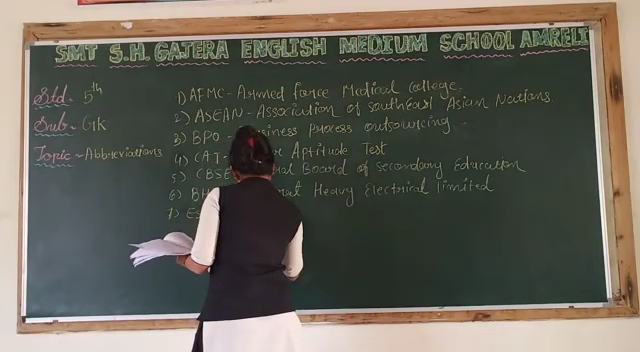 SMT S.H. GAJERA ENGLISH MEDIUM SCHOOL AMRELI
Std. 5th
Sub. GK
Topic ~ Abbreviations
1) AFMC - Armed force Medical college.
2) ASEAN - Association of southEast Asian Nations.
3) BPO - Business process outsourcing -
4) CAT - Aptitude Test
5) CBSE Board of secondary Education
6) BH Heavy Electrical limited
7) E